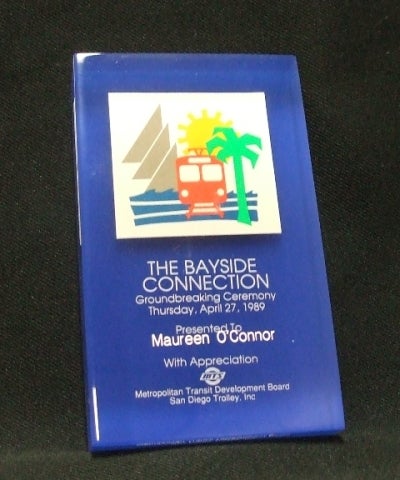 THE BAYSIDE
CONNECTION
Groundbreaking Ceremony
Thursday, April 27, 1989
Presented To
Maureen O'Connor
With Appreciation
MTS
Metropolitan Transit Development Board
San Diego Trolley, Inc